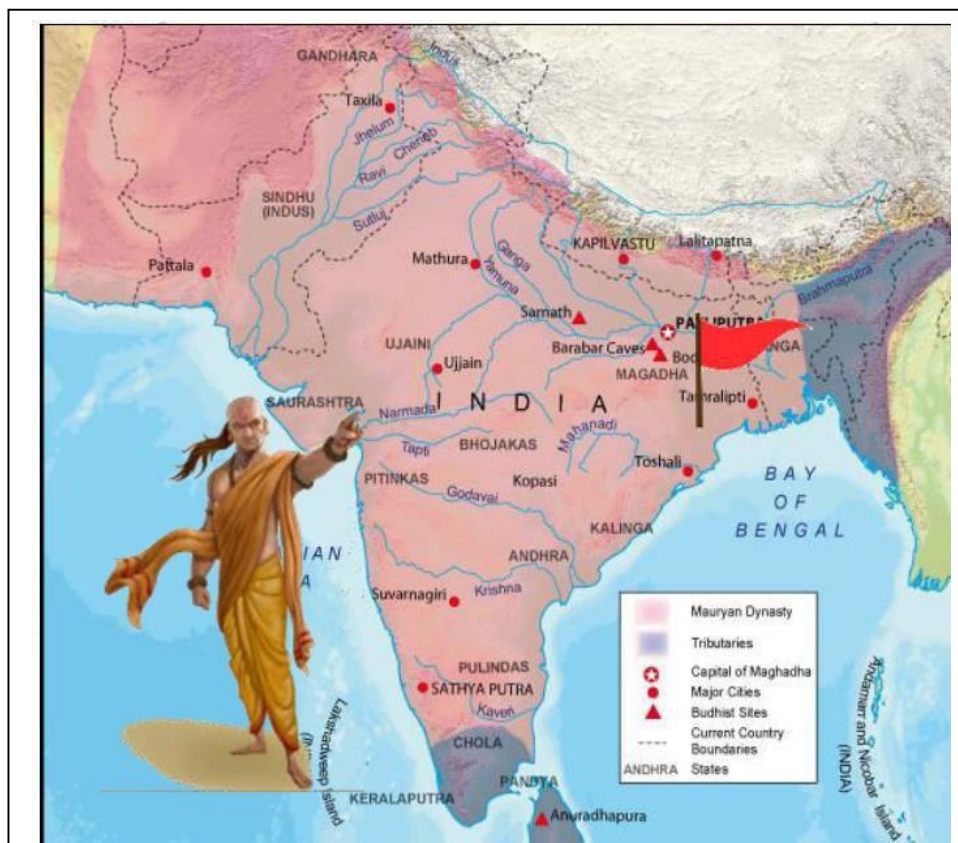 GANDHARA
Indus
Taxila
Jhelum
Chenab
Ravi
SINDHU
(INDUS)
Sutluj
Pattala
Mathura
Ganga
Yamuna
KAPILVASTU
Lalitapatna
Brahmaputra
Sarnath
Barabar Caves
MAGADHA
UJAINI
Ujjain
Tamralipti
INDIA
SAURASHTRA
Narmada
Tapti
BHOJAKAS
Mahanadi
PITINKAS
Kopasi
Toshali
Godavai
KALINGA
BAY
OF
BENGAL
ANDHRA
Krishna
Suvarnagiri
PULINDAS
SATHYA PUTRA
Kaveri
CHOLA
PANDYA
KERALAPUTRA
Anuradhapura
Lakshadweep Island
Andamarr and Nicobar Island
(INDIA)
Mauryan Dynasty
Tributaries
Capital of Maghadha
Major Cities
Budhist Sites
Current Country
Boundaries
ANDHRA States